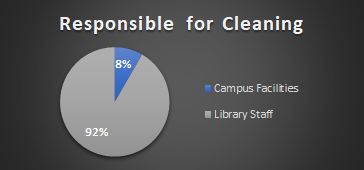 Responsible for Cleaning
8%
92%
Campus Facilities
Library Staff